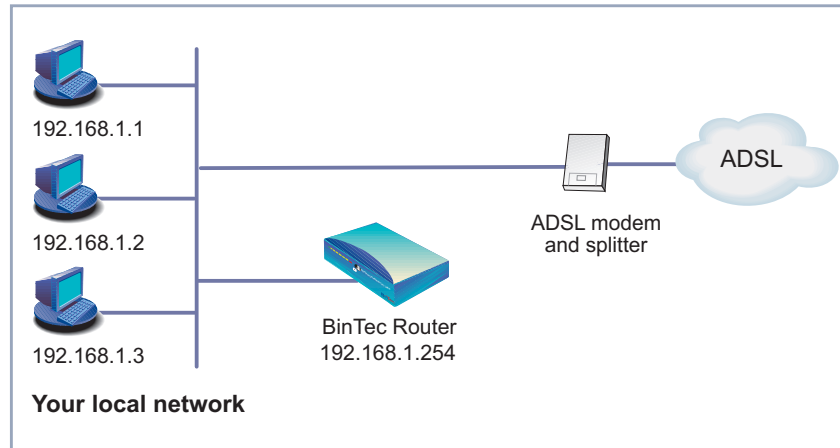 192.168.1.1
192.168.1.2
192.168.1.3
ADSL
ADSL modem
and splitter
BinTec Router
192.168.1.254
Your local network